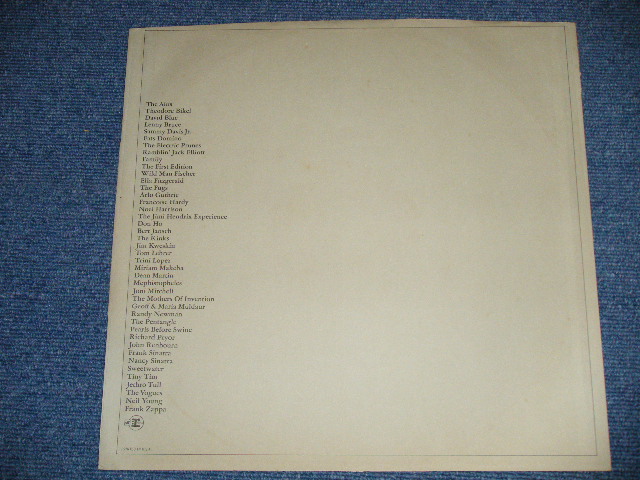 The Ames
Theodore Bikel
David Blue
Lenny Bruce
Sammy Davis Jr.
Fats Domino
The Electric Prunes
Ramblin' Jack Elliott
Family
The First Edition
Wild Man Fischer
Ella Fitzgerald
The Fugs
Arlo Guthrie
Francoise Hardy
Noel Harrison
The Jimi Hendrix Experience
Don Ho
Bert Jansch
The Kinks
Jim Kweskin
Tom Lehrer
Trini Lopez
Miriam Makeba
Dean Martin
Mephistopheles
Joni Mitchell
The Mothers Of Invention
Geoff & Maria Muldaur
Randy Newman
The Pentangle
Pearls Before Swine
Richard Pryor
John Renbourn
Frank Sinatra
Nancy Sinatra
Sweetwater
Tiny Tim
Jethro Tull
The Vogues
Neil Young
Frank Zappa